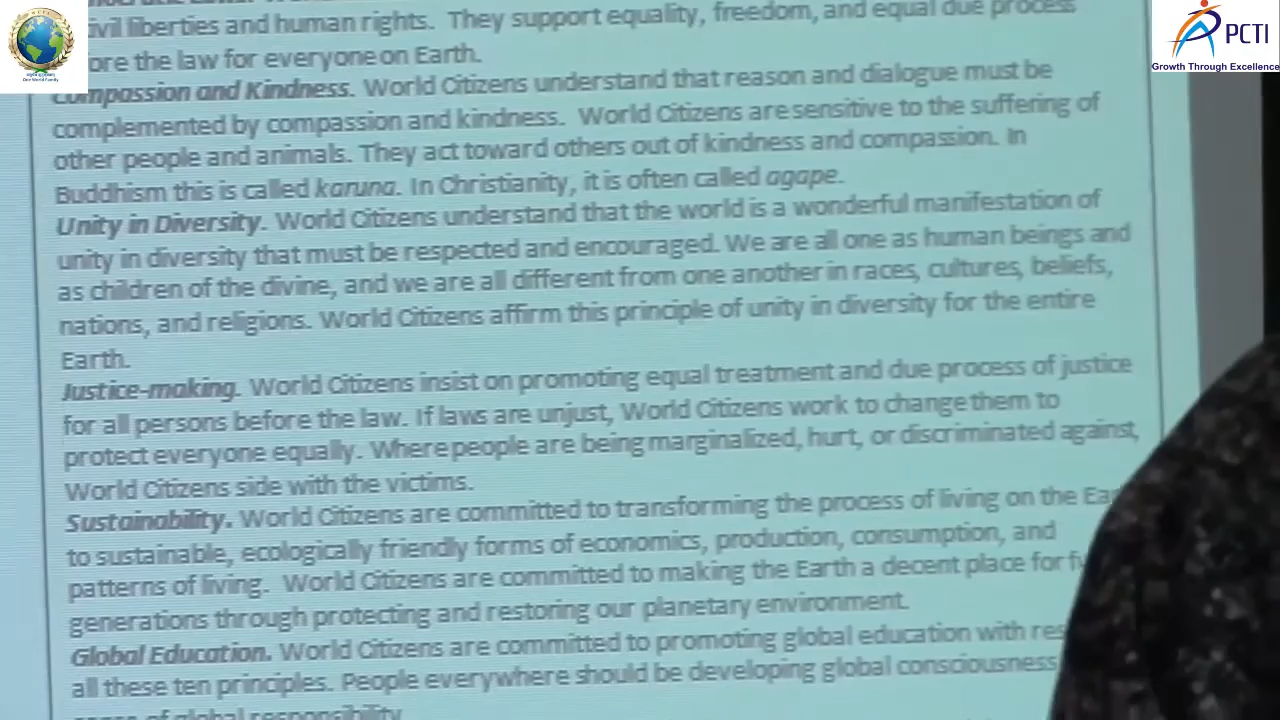 PCTI
Growth Through Excellence
One World Family
civil liberties and human rights. They support equality, freedom, and equal due process
the law for everyone on Earth.
Compassion and Kindness. World Citizens understand that reason and dialogue must be
complemented by compassion and kindness. World Citizens are sensitive to the suffering of
other people and animals. They act toward others out of kindness and compassion. In
Buddhism this is called karuna. In Christianity, it is often called agape.
Unity in Diversity. World Citizens understand that the world is a wonderful manifestation of
unity in diversity that must be respected and encouraged. We are all one as human beings and
as children of the divine, and we are all different from one another in races, cultures, beliefs,
nations, and religions. World Citizens affirm this principle of unity in diversity for the entire
Earth.
Justice-making. World Citizens insist on promoting equal treatment and due process of justice
for all persons before the law. If laws are unjust, World Citizens work to change them to
protect everyone equally. Where people are being marginalized, hurt, or discriminated against,
World Citizens side with the victims.
Sustainability. World Citizens are committed to transforming the process of living on the
to sustainable, ecologically friendly forms of economics, production, consumption, and
patterns of living. World Citizens are committed to making the Earth a decent place for
generations through protecting and restoring our planetary environment.
Global Education. World Citizens are committed to promoting global education with
all these ten principles. People everywhere should be developing global consciousness
of global responsibility